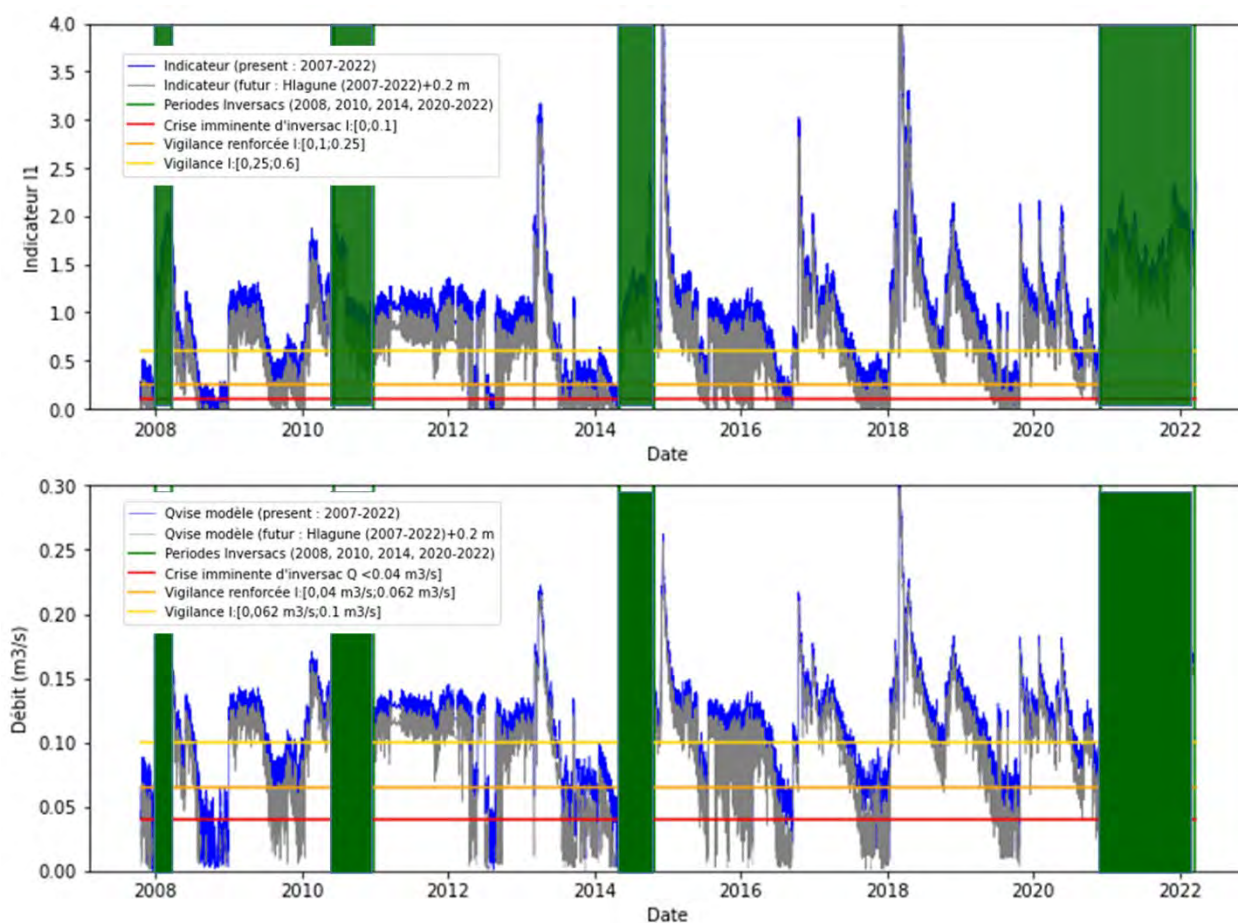 4.0
3.5
3.0
2.5
2.0
1.5
1.0
0.5
0.0
Indicateur I1
Indicateur (present : 2007-2022)
Indicateur (futur : Hlagune (2007-2022)+0.2 m
Periodes Inversacs (2008, 2010, 2014, 2020-2022)
Crise imminente d'inversac I:[0;0.1]
Vigilance renforcée I:[0,1;0.25]
Vigilance I:[0,25;0.6]
2008 2010 2012 2014 2016 2018 2020 2022
Date
0.30
0.25
0.20
0.15
0.10
0.05
0.00
Débit (m3/s)
Qvise modèle (present : 2007-2022)
Qvise modèle (futur : Hlagune (2007-2022)+0.2 m
Periodes Inversacs (2008, 2010, 2014, 2020-2022)
Crise imminente d'inversac Q <0.04 m3/s]
Vigilance renforcée I:[0,04 m3/s;0.062 m3/s]
Vigilance I:[0,062 m3/s;0.1 m3/s]
2008 2010 2012 2014 2016 2018 2020 2022
Date